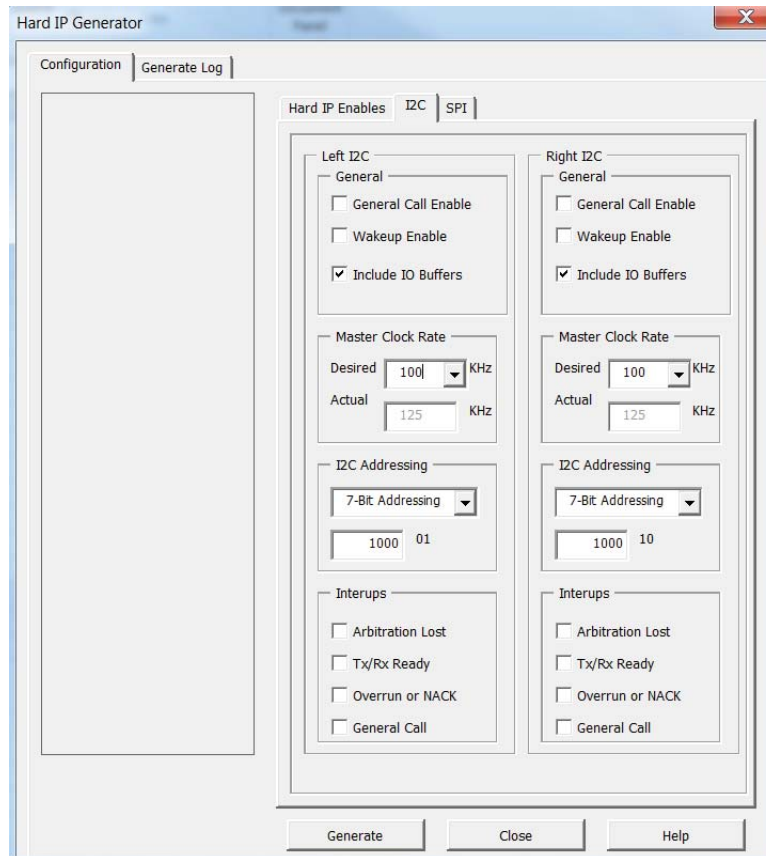 Hard IP Generator
Configuration
Generate Log
Hard IP Enables
I2C
SPI
Left I2C
General
General Call Enable
Wakeup Enable
Include IO Buffers
Master Clock Rate
Desired 100 KHz
Actual 125 KHz
I2C Addressing
7-Bit Addressing
1000 01
Interups
Arbitration Lost
Tx/Rx Ready
Overrun or NACK
General Call
Right I2C
General
General Call Enable
Wakeup Enable
Include IO Buffers
Master Clock Rate
Desired 100 KHz
Actual 125 KHz
I2C Addressing
7-Bit Addressing
1000 10
Interups
Arbitration Lost
Tx/Rx Ready
Overrun or NACK
General Call
Generate
Close
Help